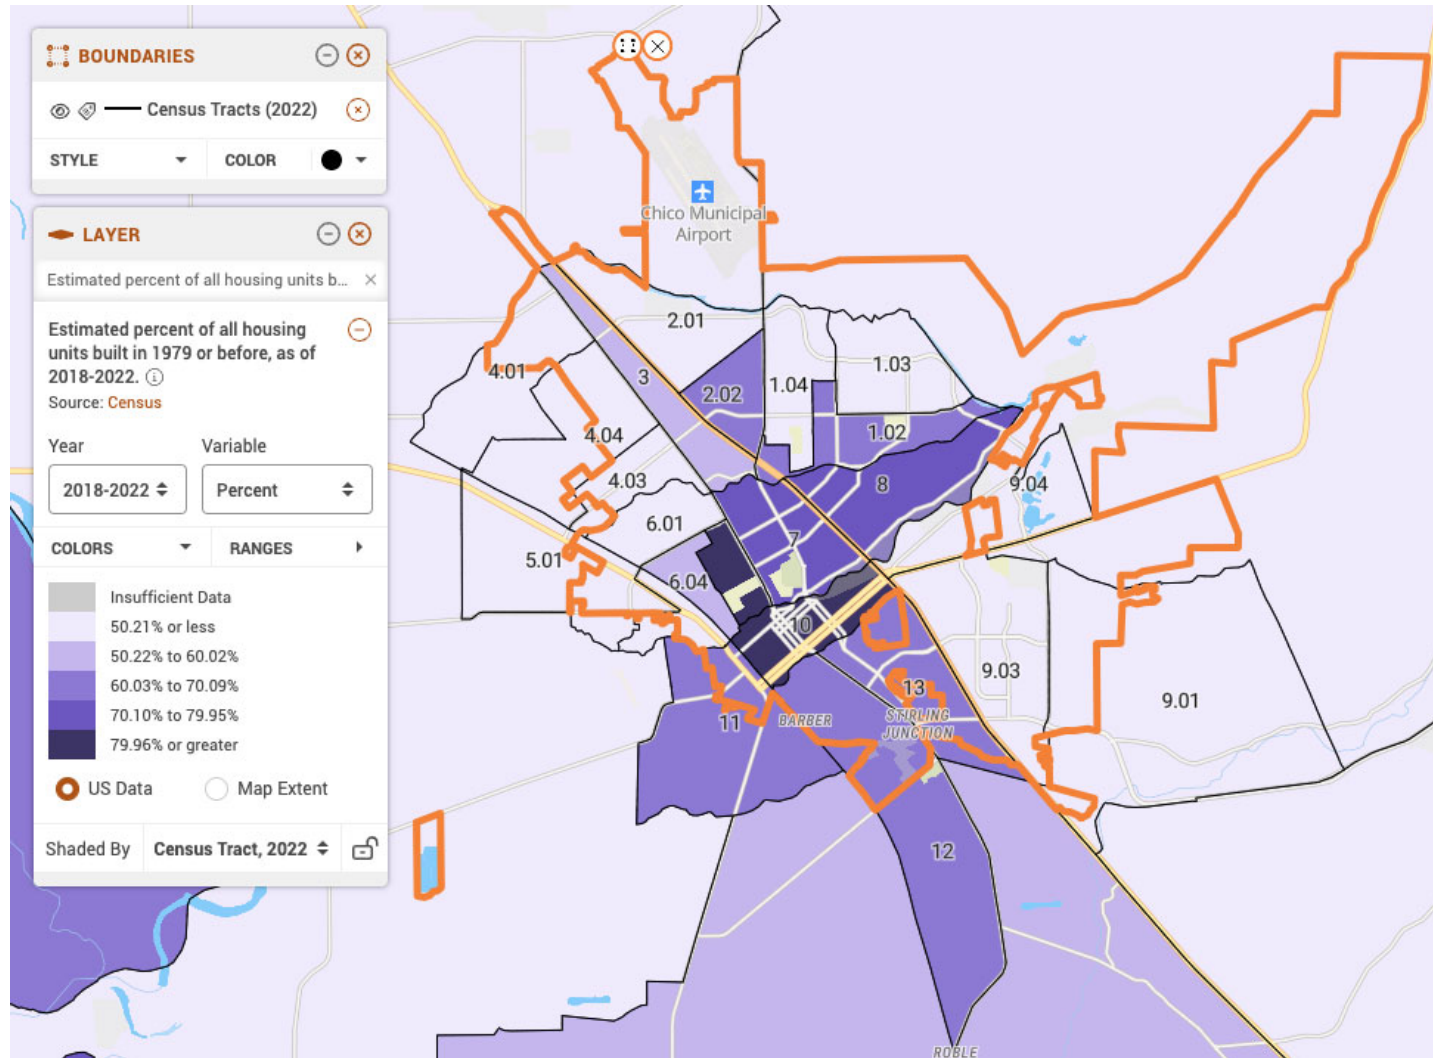 BOUNDARIES
Census Tracts (2022)
STYLE
COLOR
LAYER
Estimated percent of all housing units b...
Estimated percent of all housing
units built in 1979 or before, as of
2018-2022.
Source: Census
Year
Variable
2018-2022
Percent
COLORS
RANGES
Insufficient Data
50.21% or less
50.22% to 60.02%
60.03% to 70.09%
70.10% to 79.95%
79.96% or greater
US Data
Map Extent
Shaded By
Census Tract, 2022
Chico Municipal
Airport
2.01
4.01
3
2.02
1.04
1.03
4.04
1.02
4.03
8
9.04
6.01
7
5.01
6.04
10
9.03
13
9.01
11
BARBER
STIRLING
JUNCTION
12
ROBLE